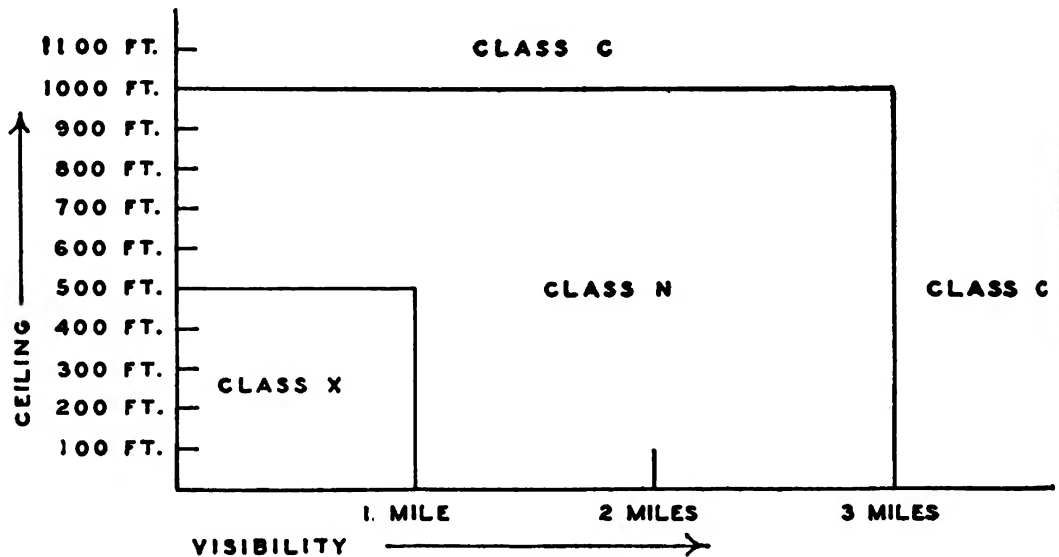 1100 FT.
CLASS C
1000 FT.
900 FT.
800 FT.
700 FT.
600 FT.
500 FT.
CLASS N
CLASS C
400 FT.
300 FT.
CLASS X
200 FT.
100 FT.
CEILING
1. MILE
2 MILES
3 MILES
VISIBILITY